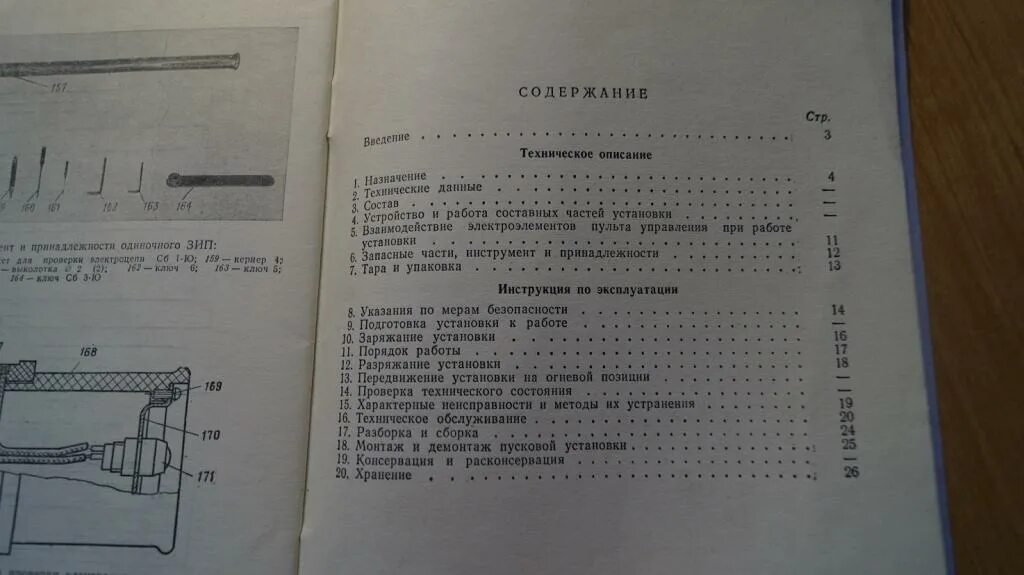 157
160 161 162 163 164
ент и принадлежности одиночного ЗИП:
ет для проверки электроцепи Сб 1-Ю; 159 — кернер 4;
— выколотка ∅ 2 (2); 162 — ключ 6; 163 — ключ 5;
164 — ключ Сб 3-Ю
168
169
170
171
СОДЕРЖАНИЕ
Стр.
Введение 3
Техническое описание
1. Назначение 4
2. Технические данные —
3. Состав —
4. Устройство и работа составных частей установки —
5. Взаимодействие электроэлементов пульта управления при работе
установки 11
6. Запасные части, инструмент и принадлежности 12
7. Тара и упаковка 13
Инструкция по эксплуатации
8. Указания по мерам безопасности 14
9. Подготовка установки к работе —
10. Заряжание установки 16
11. Порядок работы 17
12. Разряжание установки 18
13. Передвижение установки на огневой позиции —
14. Проверка технического состояния —
15. Характерные неисправности и методы их устранения 19
16. Техническое обслуживание 20
17. Разборка и сборка 24
18. Монтаж и демонтаж пусковой установки 25
19. Консервация и расконсервация —
20. Хранение 26